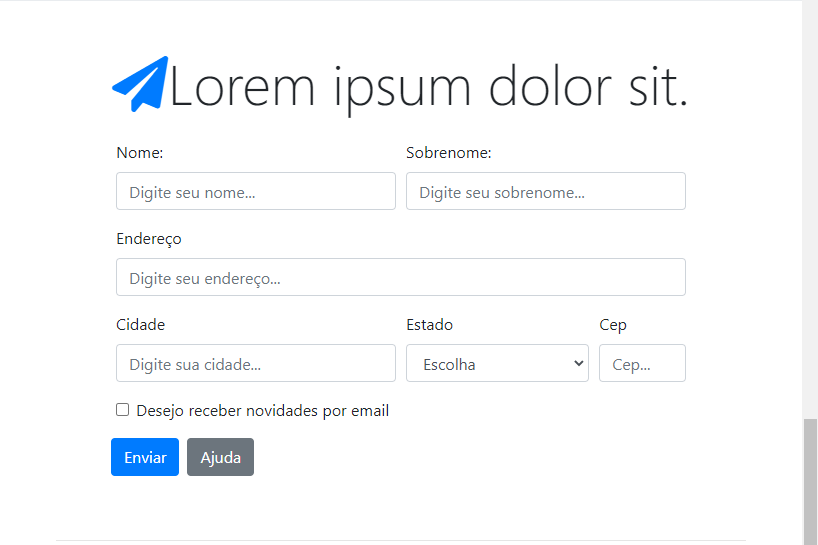 Lorem ipsum dolor sit.
Nome: Sobrenome:
Digite seu nome... Digite seu sobrenome...
Endereço
Digite seu endereço...
Cidade Estado Cep
Digite sua cidade... Escolha Cep...
Desejo receber novidades por email
Enviar Ajuda